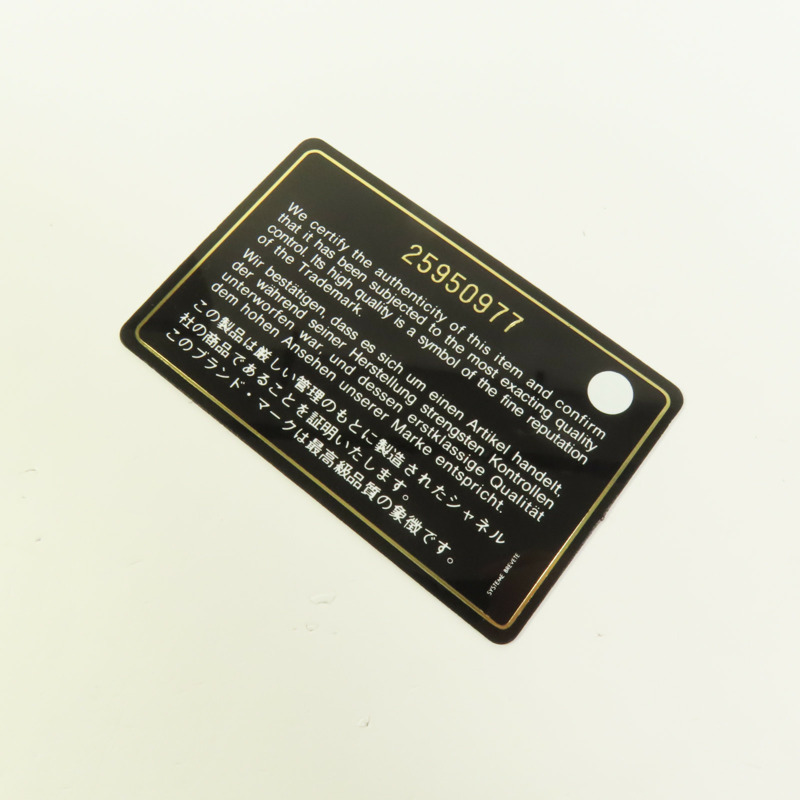 25950977
We certify the authenticity of this item and confirm
that it has been subjected to the most exacting quality
control. Its high quality is a symbol of the fine reputation
of the Trademark.
Wir bestätigen, dass es sich um einen Artikel handelt,
der während seiner Herstellung strengsten Kontrollen
unterworfen war, und dessen erstklassige Qualität
dem hohen Ansehen unserer Marke entspricht.
この製品は厳しい管理のもとに製造されたシャネル
社の商品であることを証明いたします。
このブランド・マークは最高級品質の象徴です。
SYSTEME BREVETE